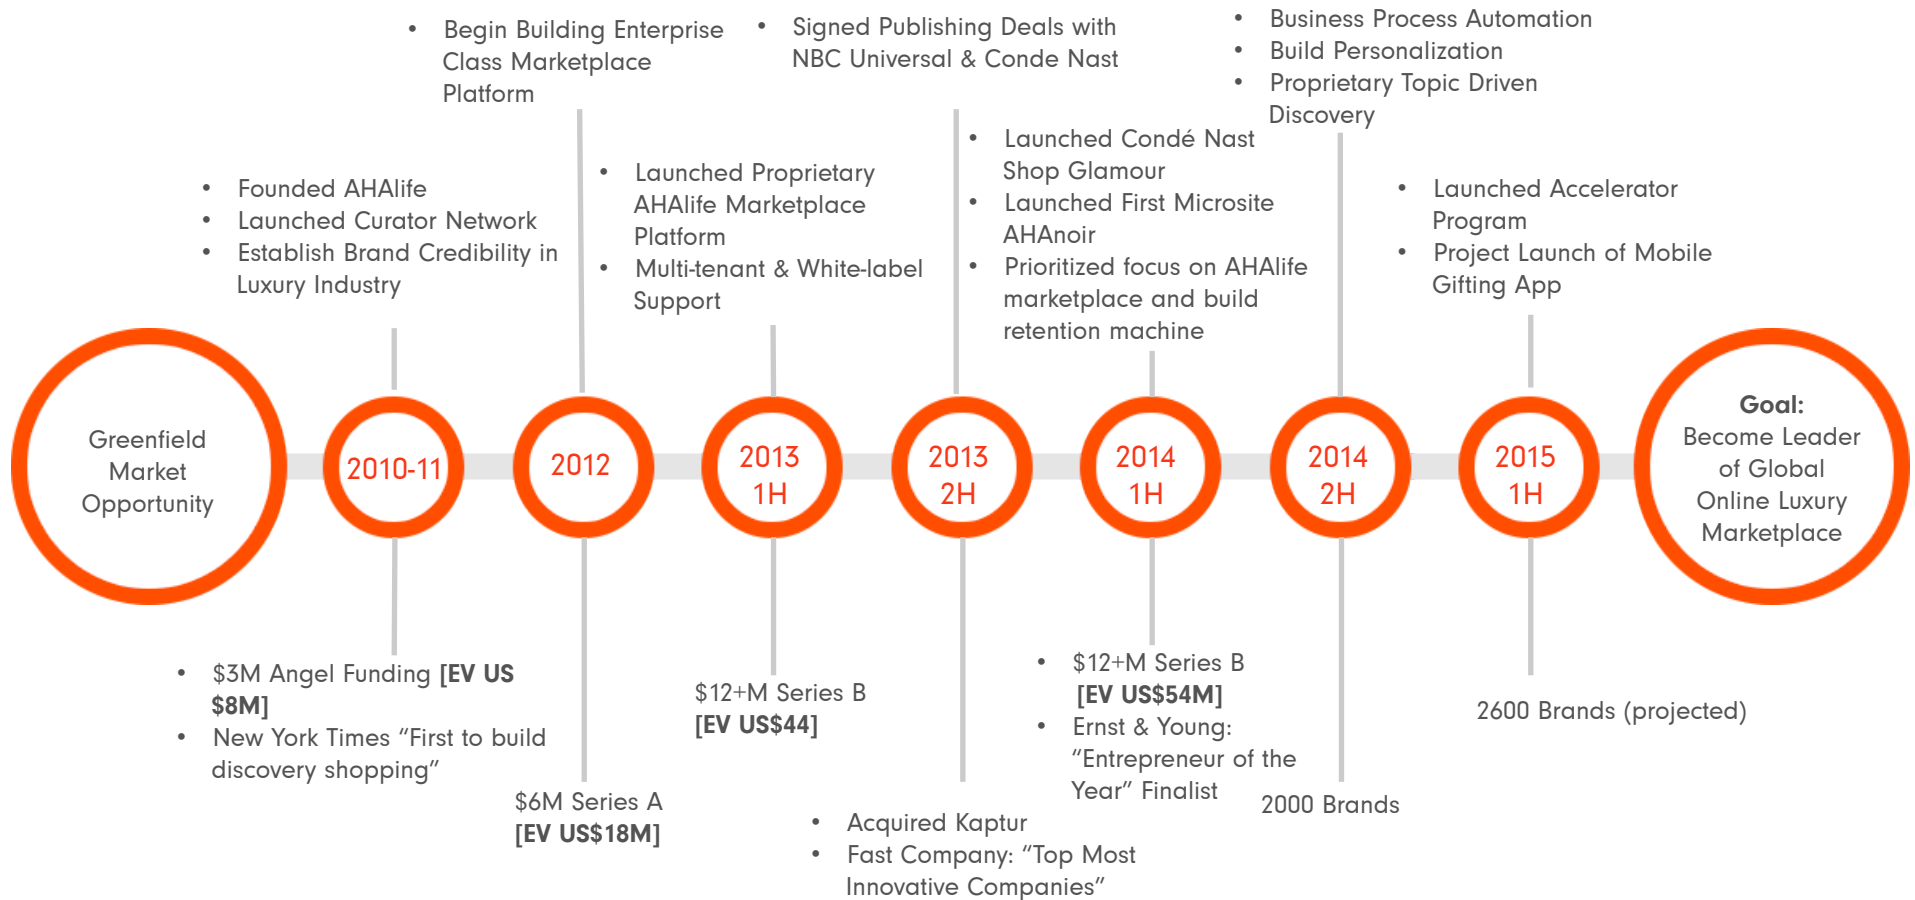 • Begin Building Enterprise
Class Marketplace
Platform
• Signed Publishing Deals with
NBC Universal & Conde Nast
• Business Process Automation
• Build Personalization
• Proprietary Topic Driven
Discovery
• Founded AHAlife
• Launched Curator Network
• Establish Brand Credibility in
Luxury Industry
• Launched Proprietary
AHAlife Marketplace
Platform
• Multi-tenant & White-label
Support
• Launched Condé Nast
Shop Glamour
• Launched First Microsite
AHAnoir
• Prioritized focus on AHAlife
marketplace and build
retention machine
• Launched Accelerator
Program
• Project Launch of Mobile
Gifting App
Greenfield
Market
Opportunity
2010-11
2012
2013
1H
2013
2H
2014
1H
2014
2H
2015
1H
Goal:
Become Leader
of Global
Online Luxury
Marketplace
• $3M Angel Funding [EV US
$8M]
• New York Times “First to build
discovery shopping”
$6M Series A
[EV US$18M]
$12+M Series B
[EV US$44]
• Acquired Kaptur
• Fast Company: “Top Most
Innovative Companies”
• $12+M Series B
[EV US$54M]
• Ernst & Young:
“Entrepreneur of the
Year” Finalist
2000 Brands
2600 Brands (projected)